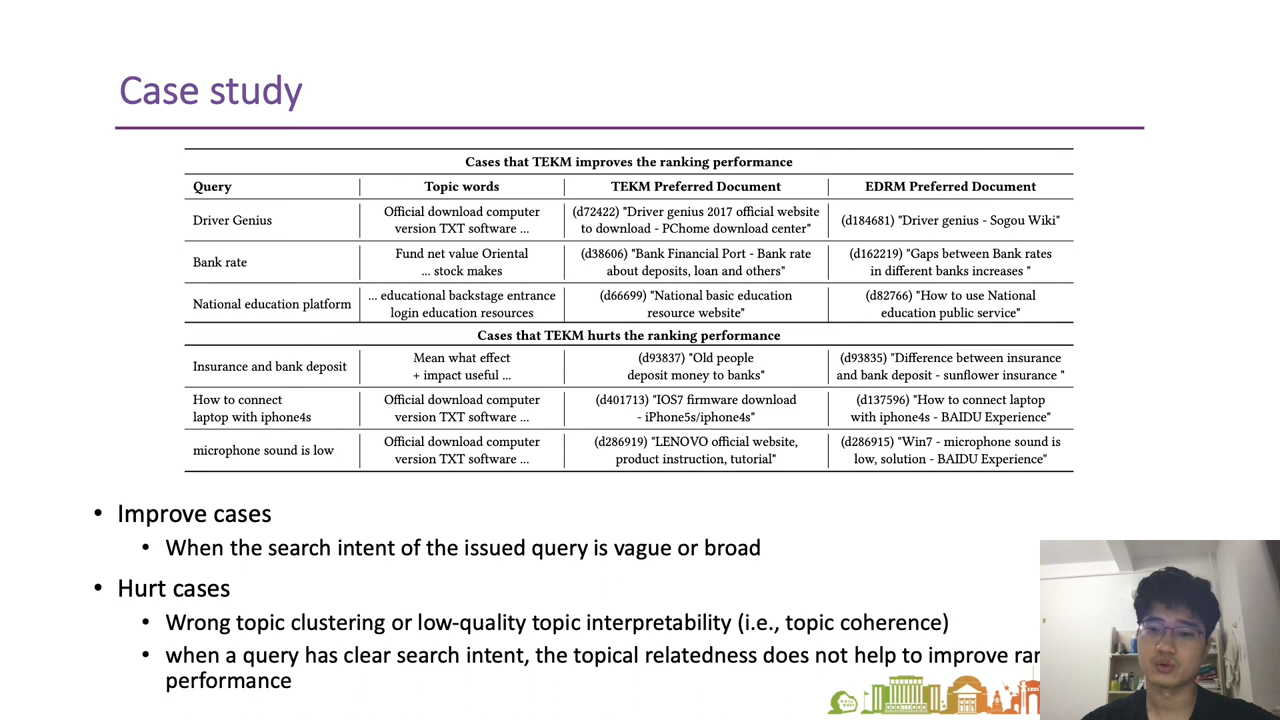 Case study
Cases that TEKM improves the ranking performance
Query Topic words TEKM Preferred Document EDRM Preferred Document
Driver Genius
Official download computer
version TXT software ...
(d72422) "Driver genius 2017 official website
to download - PChome download center"
(d184681) "Driver genius - Sogou Wiki"
Bank rate
Fund net value Oriental
... stock makes
(d38606) "Bank Financial Port - Bank rate
about deposits, loan and others"
(d162219) "Gaps between Bank rates
in different banks increases "
National education platform
... educational backstage entrance
login education resources
(d66699) "National basic education
resource website"
(d82766) "How to use National
education public service"
Cases that TEKM hurts the ranking performance
Insurance and bank deposit
Mean what effect
+ impact useful ...
(d93837) "Old people
deposit money to banks"
(d93835) "Difference between insurance
and bank deposit - sunflower insurance "
How to connect
laptop with iphone4s
Official download computer
version TXT software ...
(d401713) "IOS7 firmware download
- iPhone5s/iphone4s"
(d137596) "How to connect laptop
with iphone4s - BAIDU Experience"
microphone sound is low
Official download computer
version TXT software ...
(d286919) "LENOVO official website,
product instruction, tutorial"
(d286915) "Win7 - microphone sound is
low, solution - BAIDU Experience"
• Improve cases
• When the search intent of the issued query is vague or broad
• Hurt cases
• Wrong topic clustering or low-quality topic interpretability (i.e., topic coherence)
• when a query has clear search intent, the topical relatedness does not help to improve
performance